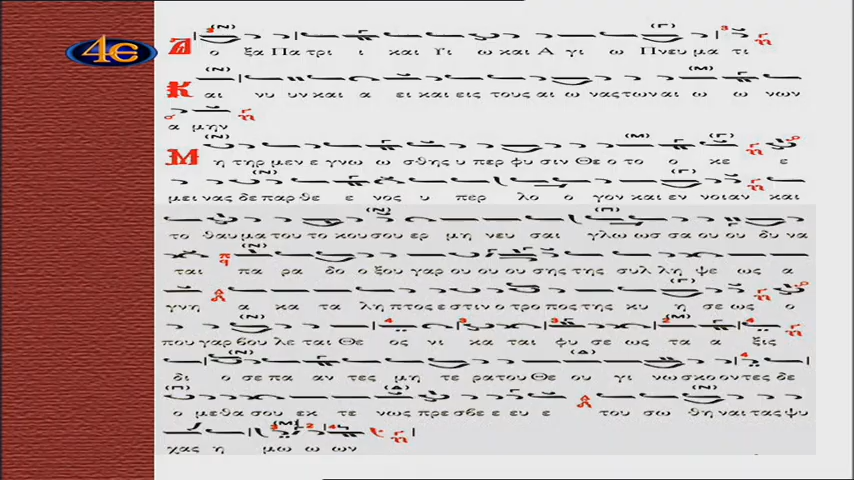 4Ε
Δ ο ξα Πα τρι ι και Υι ω και Α γι ω Πνευ μα τι
Κ αι νυ υν και α ει και εις τους αι ω νας των αι ω ω νων
α μην
Μ η τηρ μεν ε γνω ω σθης υ περ φυ σιν Θε ο το ο κε ε
μει νας δε παρ θε ε νος υ περ λο ο γον και εν νοι αν και
το θαυ μα του το κου σου ερ μη νευ σαι γλω ως σα ου ου δυ να
ται πα ρα δο ο ξου γαρ ου ου ου σης της συλ λη ψε ως α
γνη α κα τα λη πτος ε στιν ο τρο πος της κυ η σε ως ο
που γαρ βου λε ται Θε ος νι κα ται φυ σε ως τα α ξις
δι ο σε πα αν τες μη τε ρα του Θε ου γι νω σκο ον τες δε
ο με θα σου εκ τε νως πρε σβε ε ευ ε του σω θη ναι τας ψυ
χας η μω ω ων